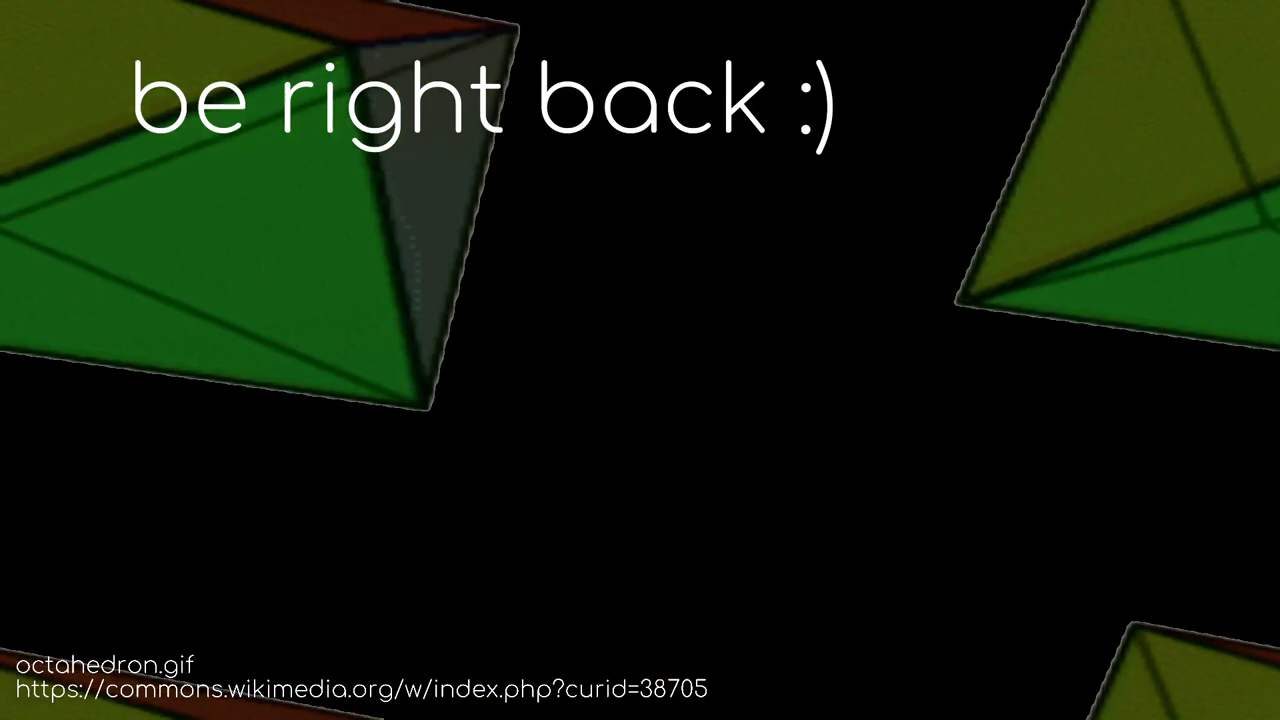 be right back :)
octahedron.gif
https://commons.wikimedia.org/w/index.php?curid=38705